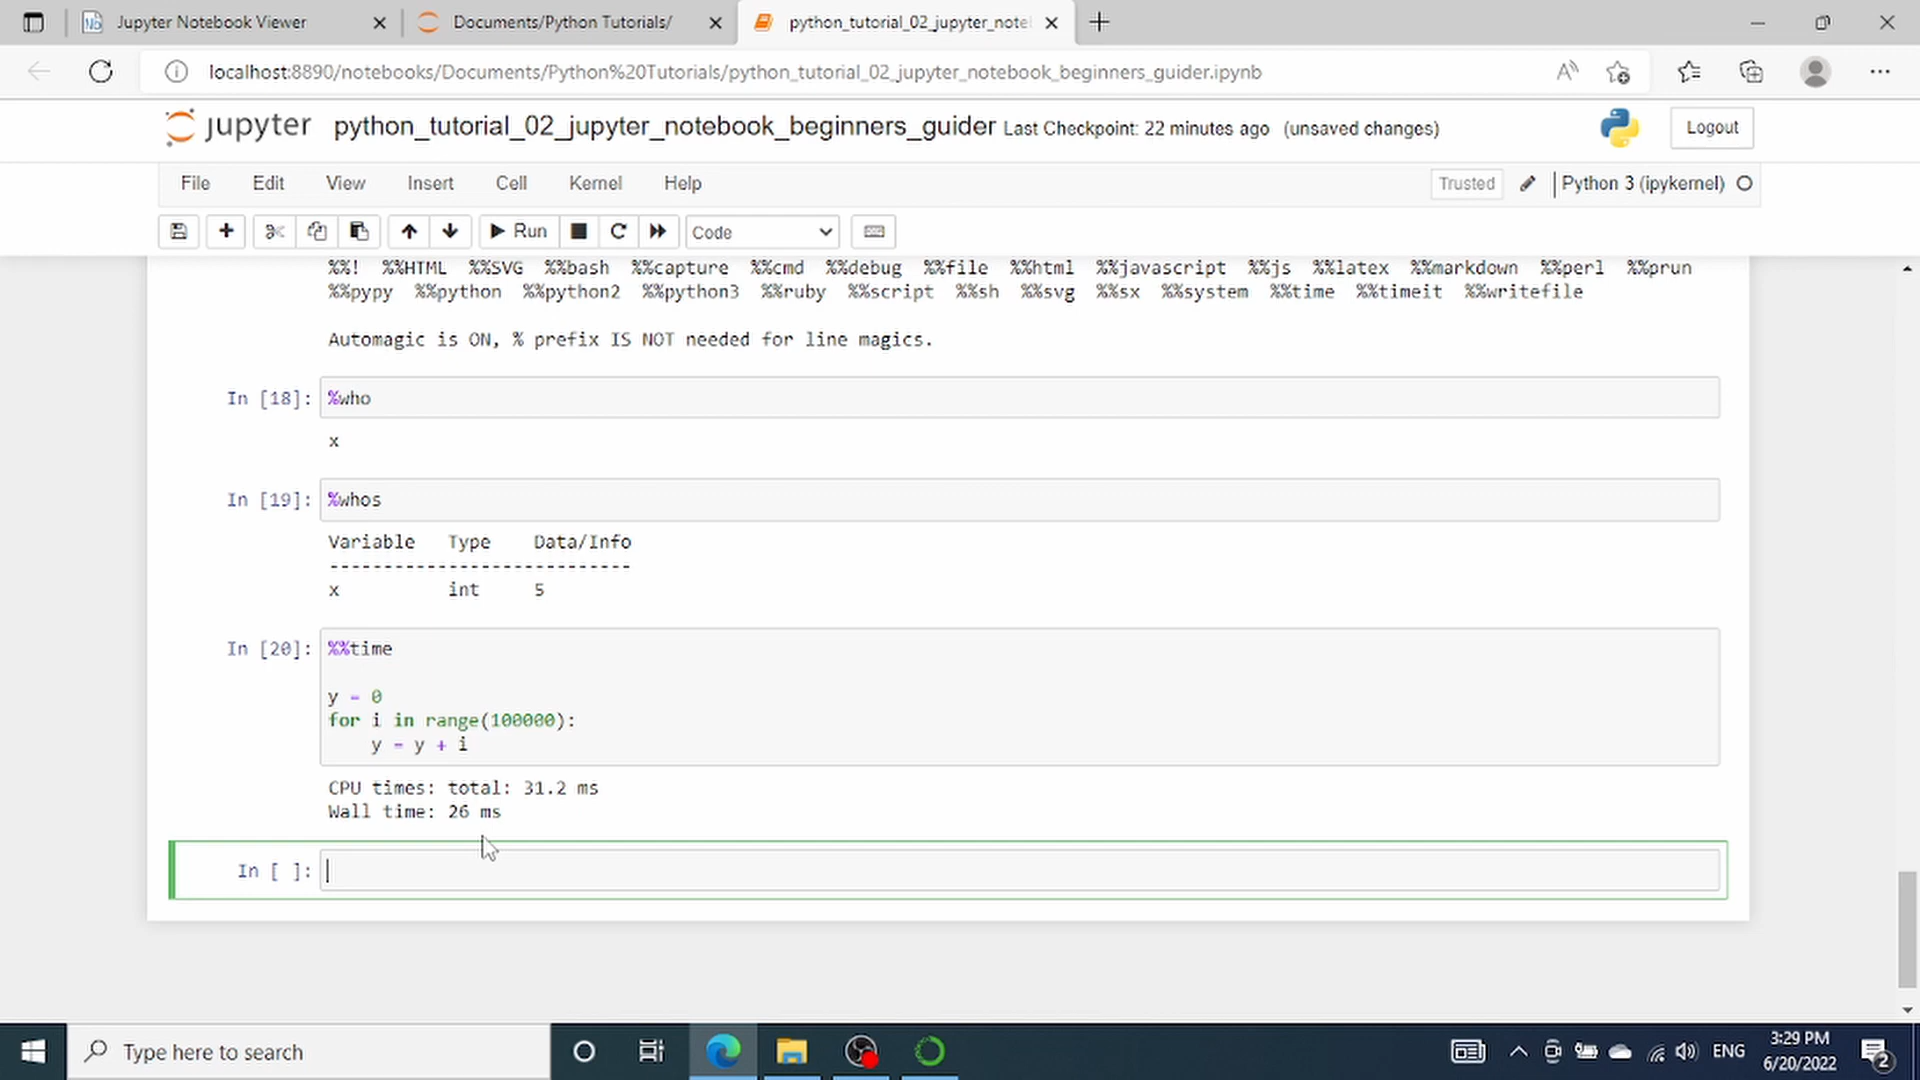 Jupyter Notebook Viewer
Documents/Python Tutorials/
python_tutorial_02_jupyter_note
localhost:8890/notebooks/Documents/Python%20Tutorials/python_tutorial_02_jupyter_notebook_beginners_guider.ipynb
jupyter python_tutorial_02_jupyter_notebook_beginners_guider Last Checkpoint: 22 minutes ago (unsaved changes)
Logout
File Edit View Insert Cell Kernel Help
Trusted Python 3 (ipykernel)
Run Code
%%! %%HTML %%SVG %%bash %%capture %%cmd %%debug %%file %%html %%javascript %%js %%latex %%markdown %%perl %%prun
%%pypy %%python %%python2 %%python3 %%ruby %%script %%sh %%svg %%sx %%system %%time %%timeit %%writefile
Automagic is ON, % prefix IS NOT needed for line magics.
In [18]: %who
x
In [19]: %whos
Variable Type Data/Info
----------------------------
x int 5
In [20]: %%time
y = 0
for i in range(100000):
y = y + i
CPU times: total: 31.2 ms
Wall time: 26 ms
In [ ]:
Type here to search
ENG
3:29 PM
6/20/2022
2